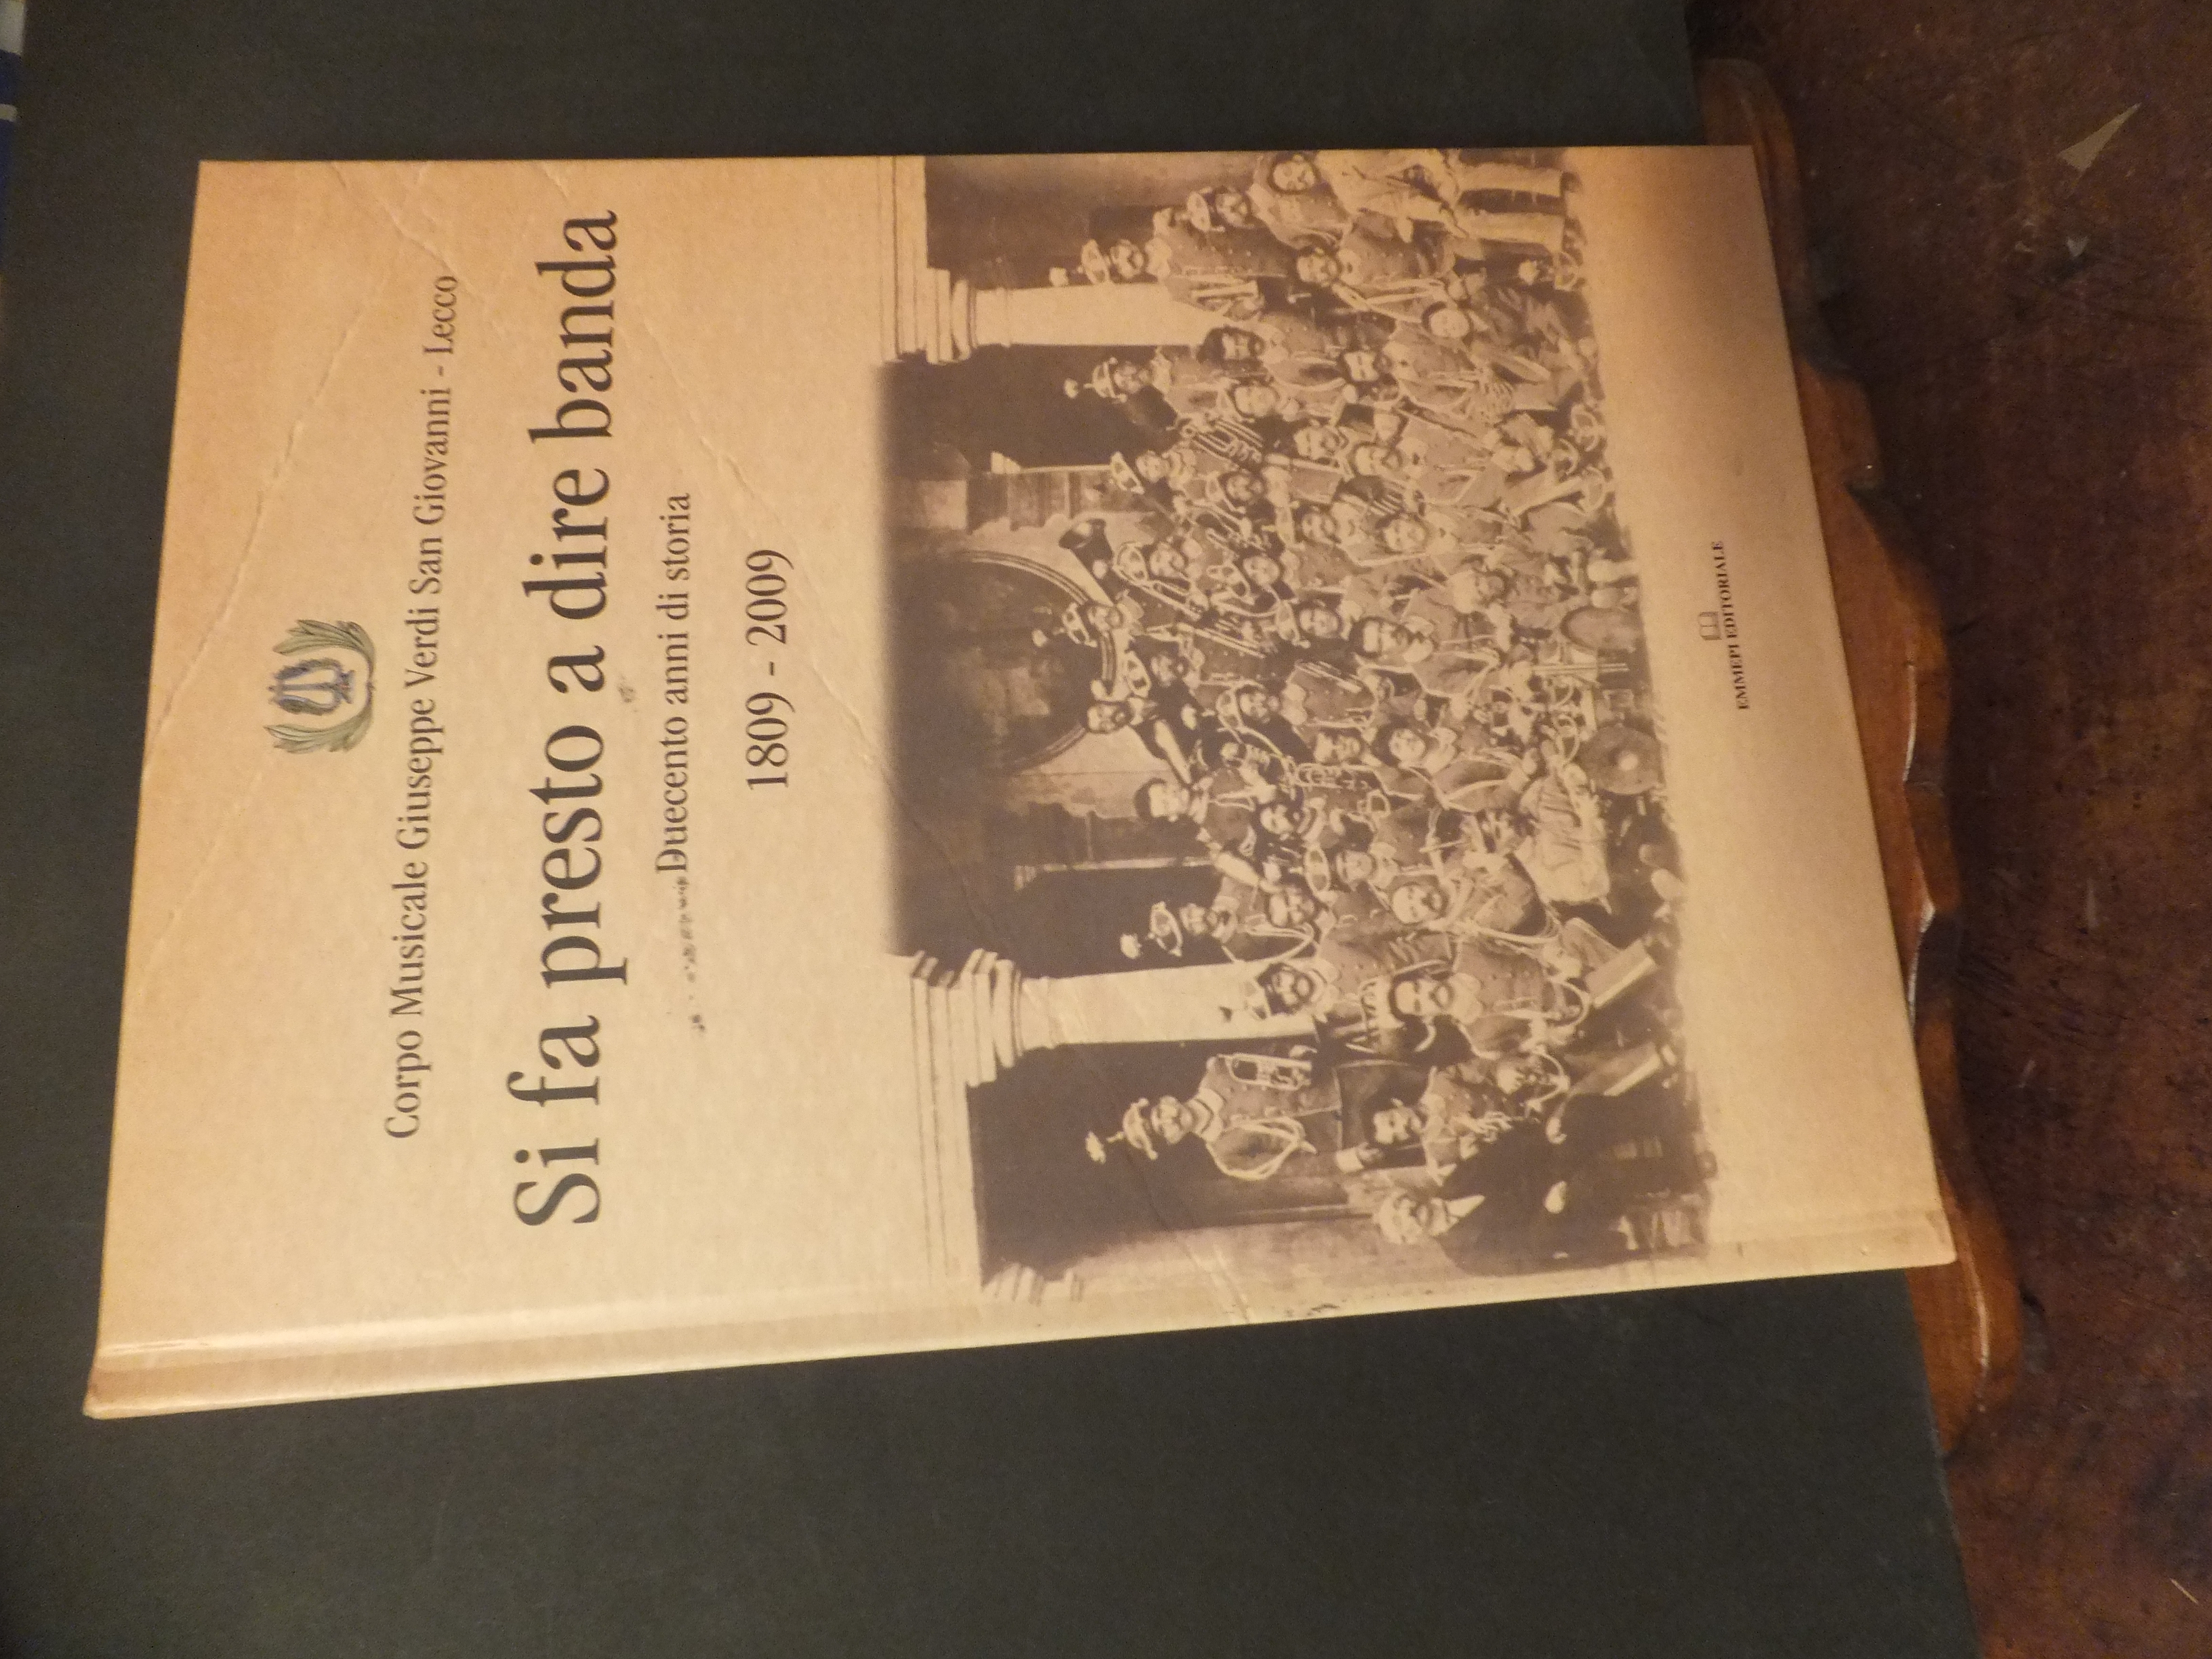 Corpo Musicale Giuseppe Verdi San Giovanni - Lecco
Si fa presto a dire banda
Duecento anni di storia
1809 - 2009
EMMEPI EDITORIALE